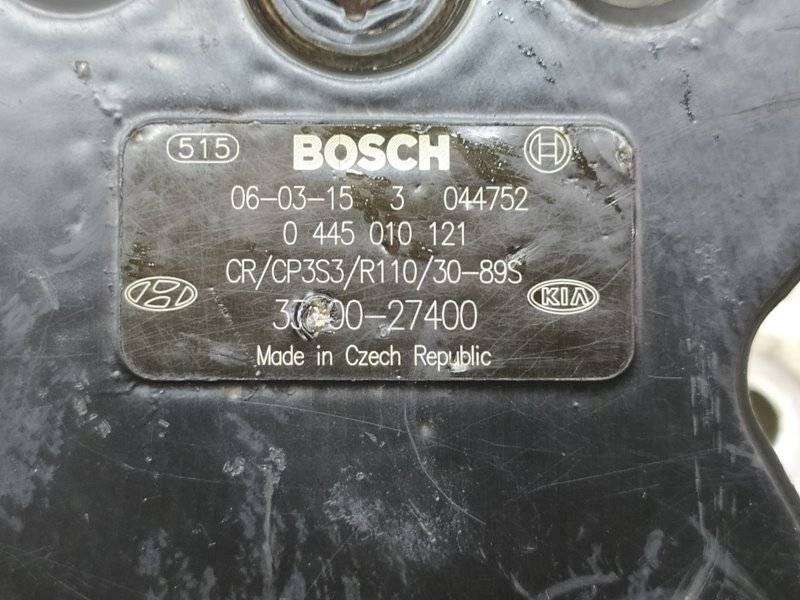 515 BOSCH
06-03-15 3 044752
0 445 010 121
CR/CP3S3/R110/30-89S
KIA
Made in Czech Republic